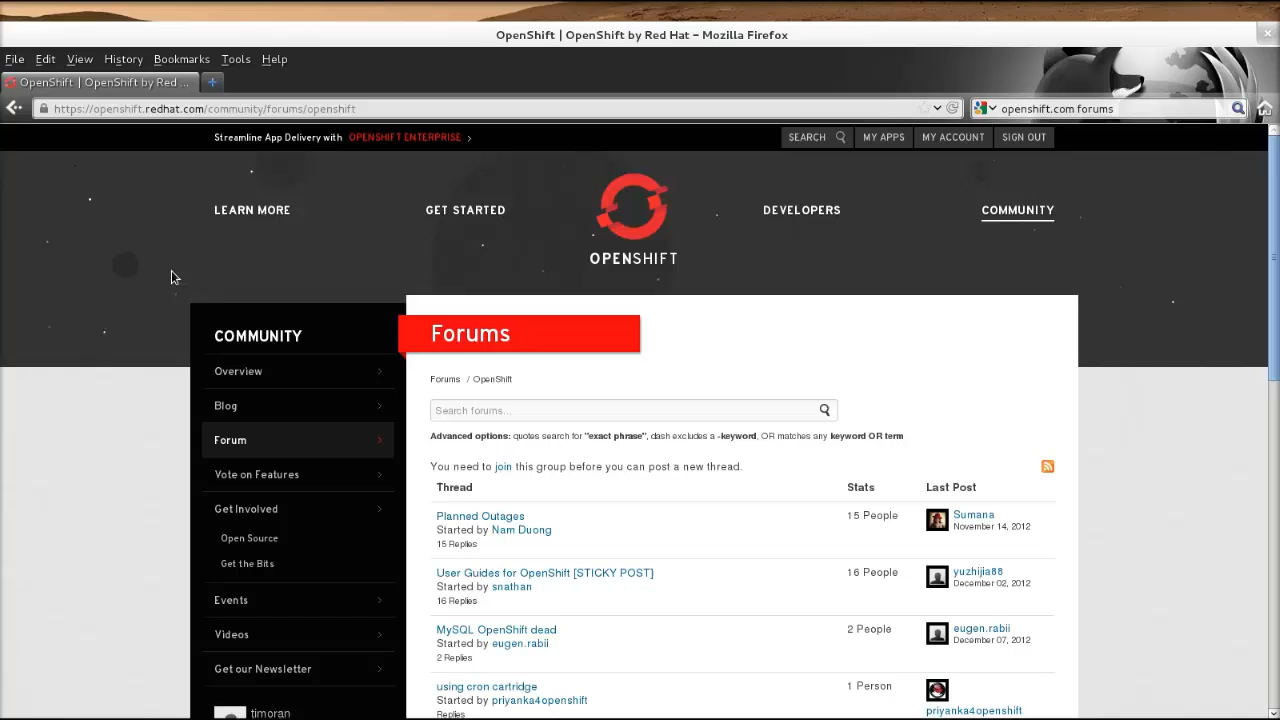 OpenShift | OpenShift by Red Hat - Mozilla Firefox
File Edit View History Bookmarks Tools Help
OpenShift | OpenShift by Red ...
https://openshift.redhat.com/community/forums/openshift
openshift.com forums
Streamline App Delivery with OPENSHIFT ENTERPRISE
SEARCH MY APPS MY ACCOUNT SIGN OUT
LEARN MORE GET STARTED DEVELOPERS COMMUNITY
OPENSHIFT
COMMUNITY
Overview
Blog
Forum
Vote on Features
Get Involved
Open Source
Get the Bits
Events
Videos
Get our Newsletter
timoran
Forums
Forums / OpenShift
Search forums...
Advanced options: quotes search for "exact phrase", dash excludes a -keyword, OR matches any keyword OR term
You need to join this group before you can post a new thread.
Thread Stats Last Post
Planned Outages 15 People Sumana
Started by Nam Duong November 14, 2012
15 Replies
User Guides for OpenShift [STICKY POST] 16 People yuzhijia88
Started by snathan December 02, 2012
16 Replies
MySQL OpenShift dead 2 People eugen.rabii
Started by eugen.rabii December 07, 2012
2 Replies
using cron cartridge 1 Person
Started by priyanka4openshift priyanka4openshift
Replies